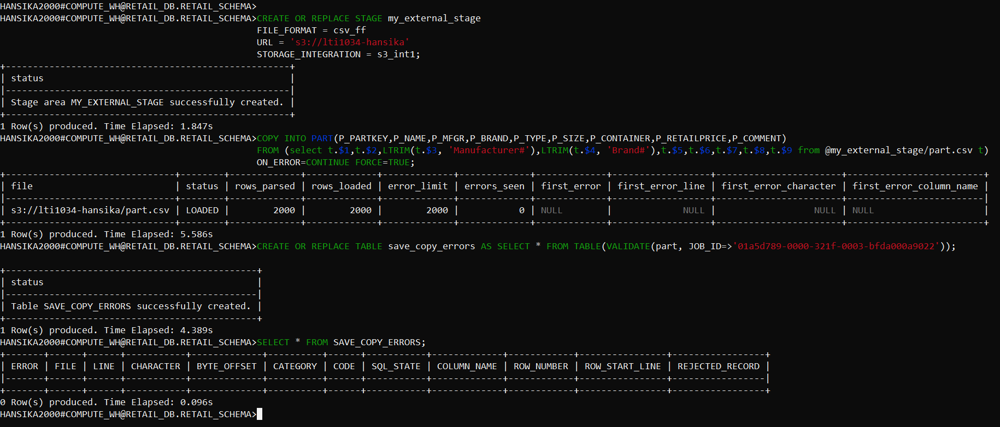 HANSIKA2000#COMPUTE_WH@RETAIL_DB.RETAIL_SCHEMA>
HANSIKA2000#COMPUTE_WH@RETAIL_DB.RETAIL_SCHEMA>CREATE OR REPLACE STAGE my_external_stage
FILE_FORMAT = csv_ff
URL = 's3://lti1034-hansika'
STORAGE_INTEGRATION = s3_int1;
+----------------------------------------------------+
| status                                             |
|----------------------------------------------------|
| Stage area MY_EXTERNAL_STAGE successfully created. |
+----------------------------------------------------+
1 Row(s) produced. Time Elapsed: 1.847s
HANSIKA2000#COMPUTE_WH@RETAIL_DB.RETAIL_SCHEMA>COPY INTO PART(P_PARTKEY,P_NAME,P_MFGR,P_BRAND,P_TYPE,P_SIZE,P_CONTAINER,P_RETAILPRICE,P_COMMENT)
FROM (select t.$1,t.$2,LTRIM(t.$3, 'Manufacturer#'),LTRIM(t.$4, 'Brand#'),t.$5,t.$6,t.$7,t.$8,t.$9 from @my_external_stage/part.csv t)
ON_ERROR=CONTINUE FORCE=TRUE;
+-------------------------------+--------+-------------+-------------+-------------+-------------+-------------+------------------+-----------------------+-------------------------+
| file                          | status | rows_parsed | rows_loaded | error_limit | errors_seen | first_error | first_error_line | first_error_character | first_error_column_name |
|-------------------------------+--------+-------------+-------------+-------------+-------------+-------------+------------------+-----------------------+-------------------------|
| s3://lti1034-hansika/part.csv | LOADED |        2000 |        2000 |        2000 |           0 | NULL        |             NULL |                  NULL | NULL                    |
+-------------------------------+--------+-------------+-------------+-------------+-------------+-------------+------------------+-----------------------+-------------------------+
1 Row(s) produced. Time Elapsed: 5.586s
HANSIKA2000#COMPUTE_WH@RETAIL_DB.RETAIL_SCHEMA>CREATE OR REPLACE TABLE save_copy_errors AS SELECT * FROM TABLE(VALIDATE(part, JOB_ID=>'01a5d789-0000-321f-0003-bfda000a9022'));
+----------------------------------------------+
| status                                       |
|----------------------------------------------|
| Table SAVE_COPY_ERRORS successfully created. |
+----------------------------------------------+
1 Row(s) produced. Time Elapsed: 4.389s
HANSIKA2000#COMPUTE_WH@RETAIL_DB.RETAIL_SCHEMA>SELECT * FROM SAVE_COPY_ERRORS;
+-------+------+------+-----------+-------------+----------+------+-----------+-------------+------------+----------------+-----------------+
| ERROR | FILE | LINE | CHARACTER | BYTE_OFFSET | CATEGORY | CODE | SQL_STATE | COLUMN_NAME | ROW_NUMBER | ROW_START_LINE | REJECTED_RECORD |
|-------+------+------+-----------+-------------+----------+------+-----------+-------------+------------+----------------+-----------------|
+-------+------+------+-----------+-------------+----------+------+-----------+-------------+------------+----------------+-----------------+
0 Row(s) produced. Time Elapsed: 0.096s
HANSIKA2000#COMPUTE_WH@RETAIL_DB.RETAIL_SCHEMA>